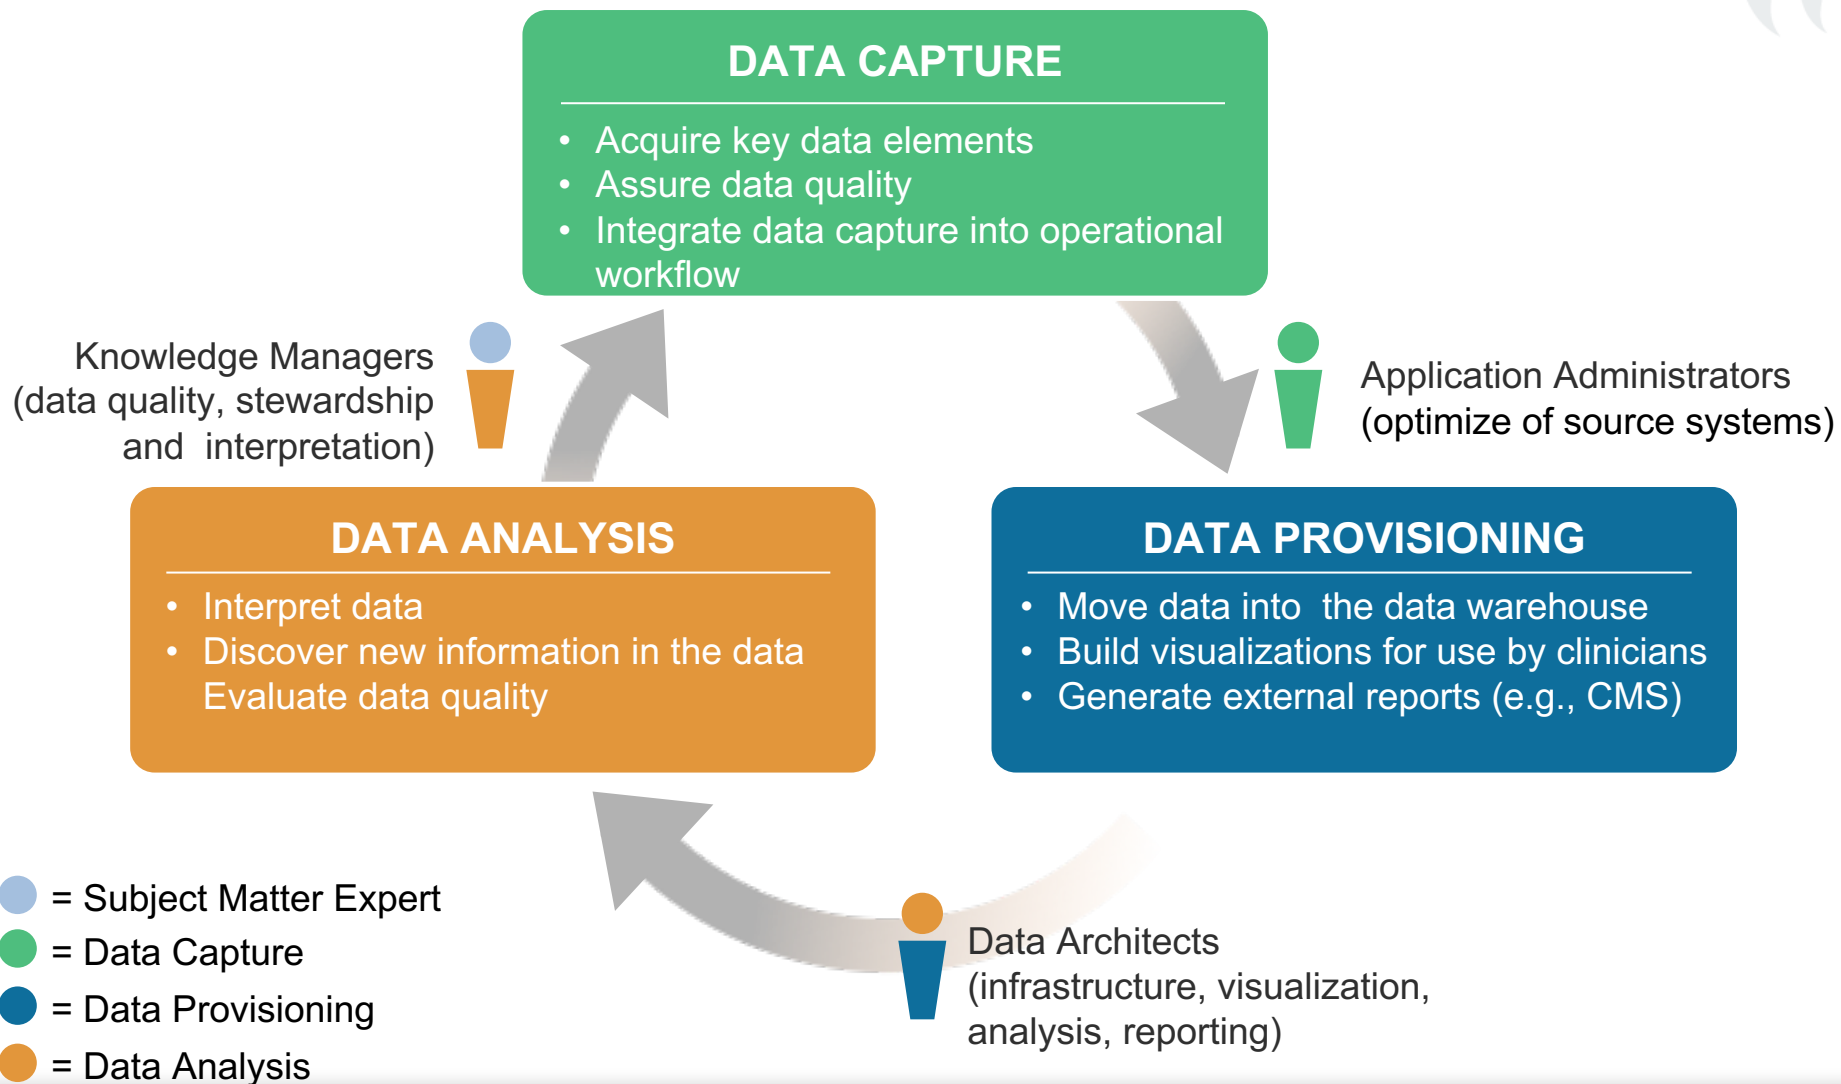 DATA CAPTURE
• Acquire key data elements
• Assure data quality
• Integrate data capture into operational
workflow
Knowledge Managers
(data quality, stewardship
and  interpretation)
Application Administrators
(optimize of source systems)
DATA ANALYSIS
• Interpret data
• Discover new information in the data
Evaluate data quality
DATA PROVISIONING
• Move data into  the data warehouse
• Build visualizations for use by clinicians
• Generate external reports (e.g., CMS)
Data Architects
(infrastructure, visualization,
analysis, reporting)
= Subject Matter Expert
= Data Capture
= Data Provisioning
= Data Analysis